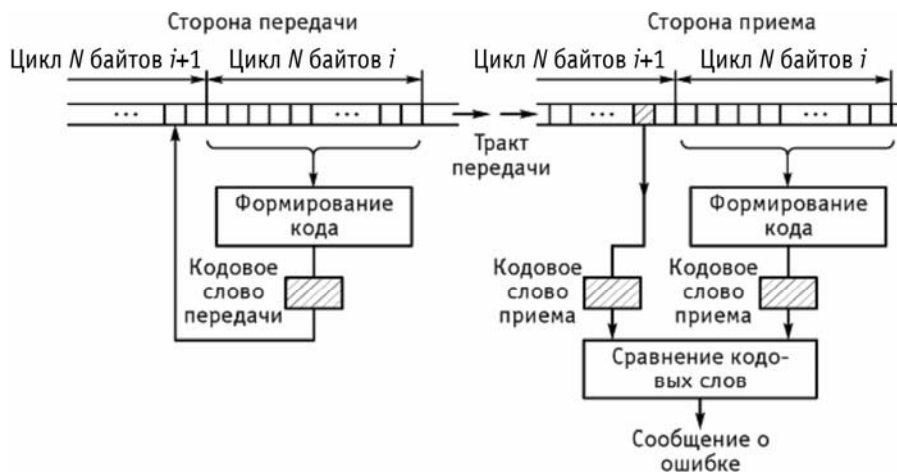 Сторона передачи
Сторона приема
Цикл N байтов i+1
Цикл N байтов i
Цикл N байтов i+1
Цикл N байтов i
...
...
...
...
Тракт
передачи
Формирование
кода
Формирование
кода
Кодовое
слово
передачи
Кодовое
слово
приема
Кодовое
слово
приема
Сравнение кодо-
вых слов
Сообщение о
ошибке